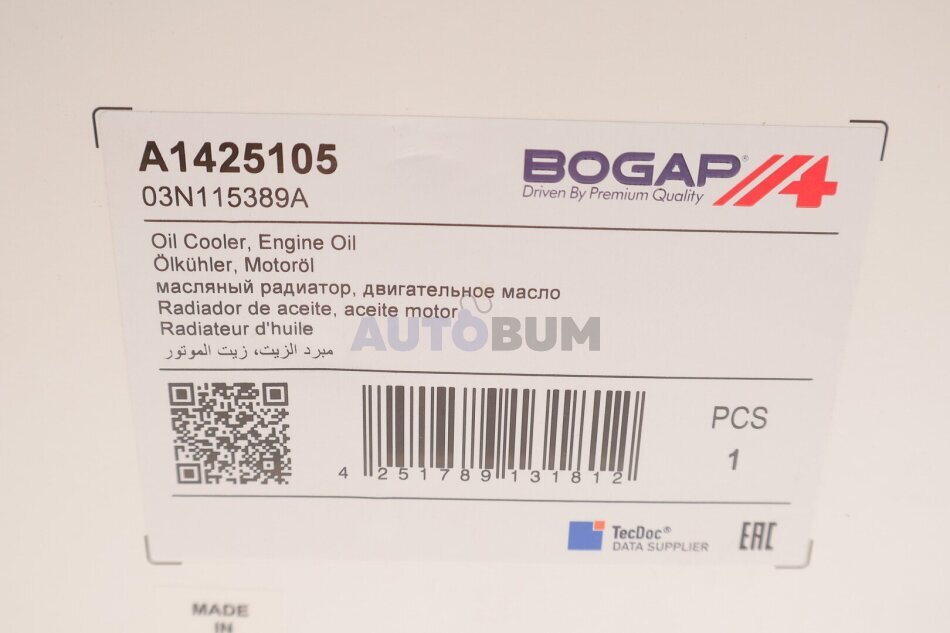 A1425105
03N115389A
BOGAP®
Driven By Premium Quality
Oil Cooler, Engine Oil
Ölkühler, Motoröl
масляный радиатор, двигательное масло
Radiador de aceite, aceite motor
Radiateur d'huile
مبرد الزيت، زيت الموتور
AUTOBUM
4 251789 131812
PCS
1
TecDoc®
DATA SUPPLIER
EAC
MADE
IN